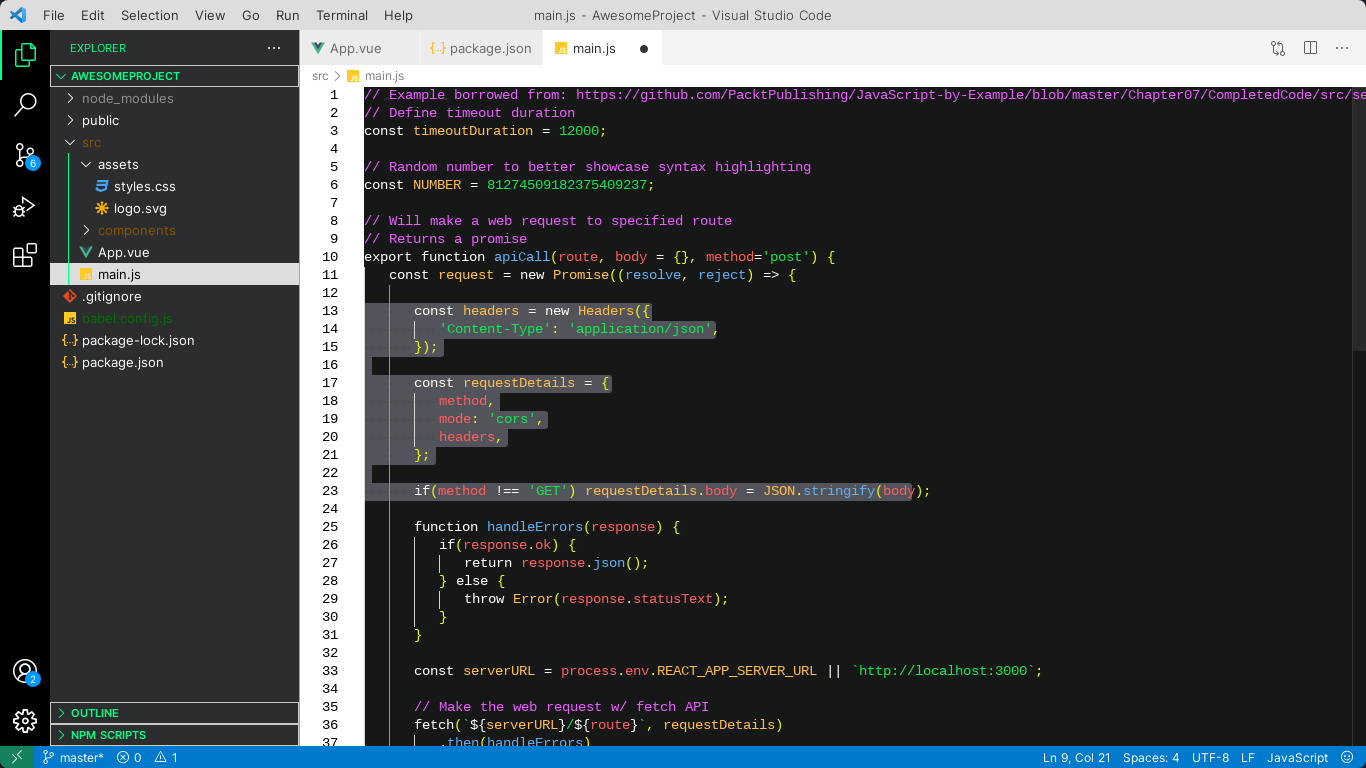 File Edit Selection View Go Run Terminal Help
main.js - AwesomeProject - Visual Studio Code
EXPLORER
AWESOMEPROJECT
node_modules
public
src
assets
styles.css
logo.svg
components
App.vue
main.js
.gitignore
babel.config.js
package-lock.json
package.json
OUTLINE
NPM SCRIPTS
6
2
App.vue
package.json
main.js
src main.js
1 // Example borrowed from: https://github.com/PacktPublishing/JavaScript-by-Example/blob/master/Chapter07/CompletedCode/src/se
2 // Define timeout duration
3 const timeoutDuration = 12000;
4
5 // Random number to better showcase syntax highlighting
6 const NUMBER = 81274509182375409237;
7
8 // Will make a web request to specified route
9 // Returns a promise
10 export function apiCall(route, body = {}, method='post') {
11 const request = new Promise((resolve, reject) => {
12
13 const headers = new Headers({
14 'Content-Type': 'application/json',
15 });
16
17 const requestDetails = {
18 method,
19 mode: 'cors',
20 headers,
21 };
22
23 if(method !== 'GET') requestDetails.body = JSON.stringify(body);
24
25 function handleErrors(response) {
26 if(response.ok) {
27 return response.json();
28 } else {
29 throw Error(response.statusText);
30 }
31 }
32
33 const serverURL = process.env.REACT_APP_SERVER_URL || `http://localhost:3000`;
34
35 // Make the web request w/ fetch API
36 fetch(`${serverURL}/${route}`, requestDetails)
37 .then(handleErrors)
master* 0 1
Ln 9, Col 21 Spaces: 4 UTF-8 LF JavaScript